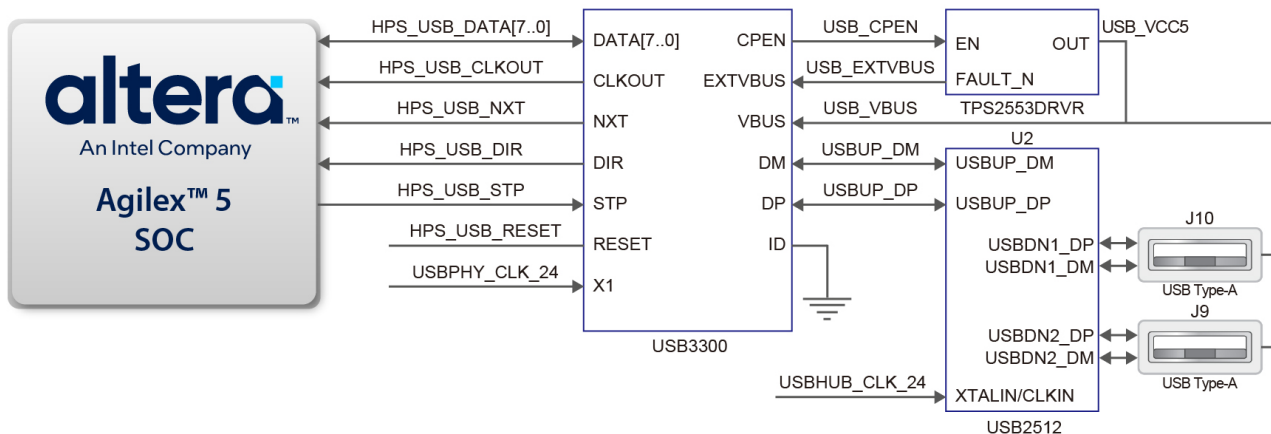 altera™
An Intel Company
Agilex™ 5
SOC
HPS_USB_DATA[7..0]
HPS_USB_CLKOUT
HPS_USB_NXT
HPS_USB_DIR
HPS_USB_STP
HPS_USB_RESET
USBPHY_CLK_24
DATA[7..0]
CLKOUT
NXT
DIR
STP
RESET
X1
CPEN
EXTVBUS
VBUS
DM
DP
ID
USB3300
USB_CPEN
USB_EXTVBUS
USB_VBUS
USBUP_DM
USBUP_DP
EN
OUT
FAULT_N
TPS2553DRVR
USB_VCC5
U2
USBUP_DM
USBUP_DP
USBDN1_DP
USBDN1_DM
USBDN2_DP
USBDN2_DM
USBHUB_CLK_24
XTALIN/CLKIN
USB2512
J10
USB Type-A
J9
USB Type-A